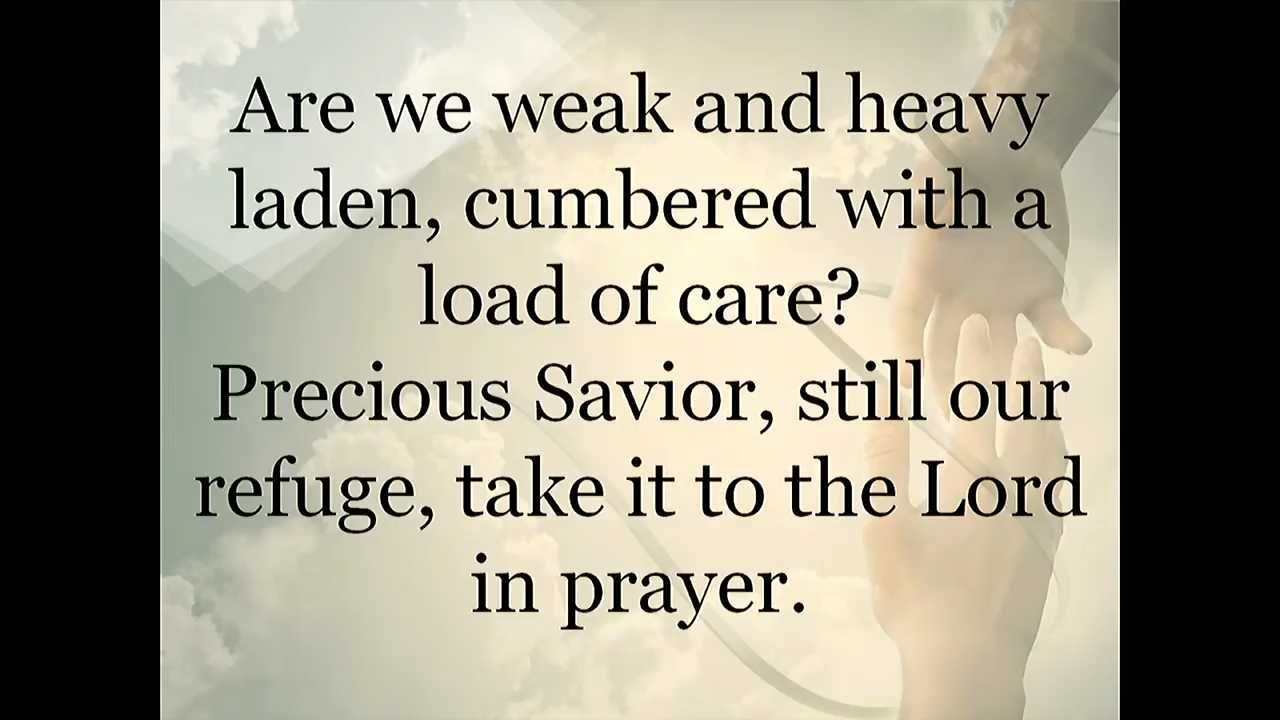 Are we weak and heavy
laden, cumbered with a
load of care?
Precious Savior, still our
refuge, take it to the Lord
in prayer.